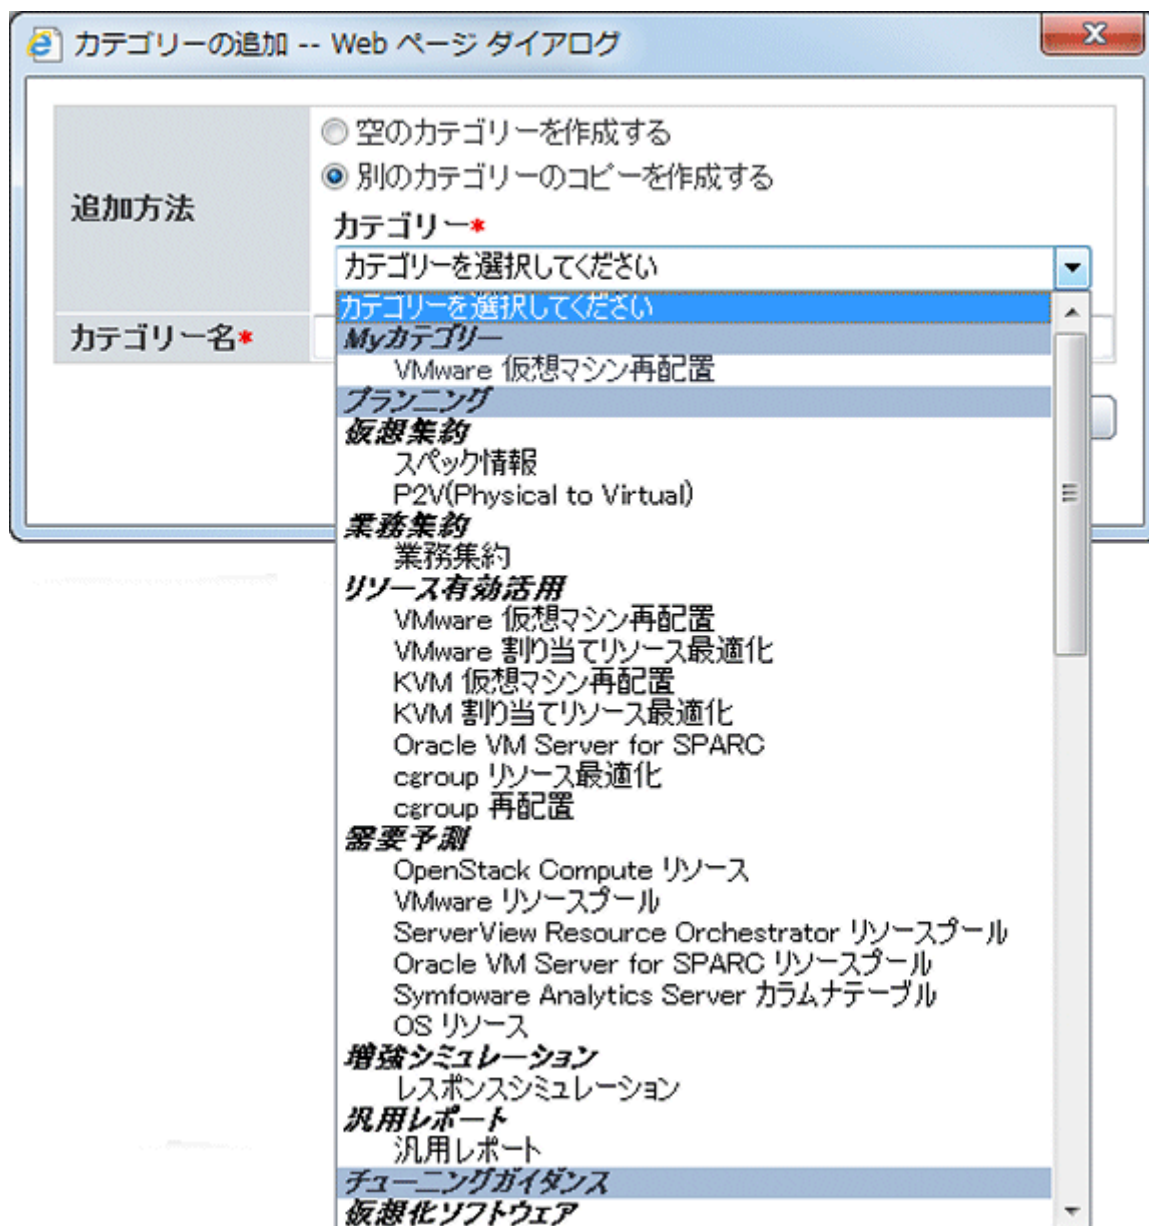 カテゴリーの追加 -- Web ページ ダイアログ
追加方法
空のカテゴリーを作成する
別のカテゴリーのコピーを作成する
カテゴリー*
カテゴリーを選択してください
カテゴリー名*
カテゴリーを選択してください
Myカテゴリー
VMware 仮想マシン再配置
プランニング
仮想集約
スペック情報
P2V(Physical to Virtual)
業務集約
業務集約
リソース有効活用
VMware 仮想マシン再配置
VMware 割り当てリソース最適化
KVM 仮想マシン再配置
KVM 割り当てリソース最適化
Oracle VM Server for SPARC
cgroup リソース最適化
cgroup 再配置
需要予測
OpenStack Compute リソース
VMware リソースプール
ServerView Resource Orchestrator リソースプール
Oracle VM Server for SPARC リソースプール
Symfoware Analytics Server カラムナテーブル
OS リソース
増強シミュレーション
レスポンスシミュレーション
汎用レポート
汎用レポート
チューニングガイダンス
仮想化ソフトウェア